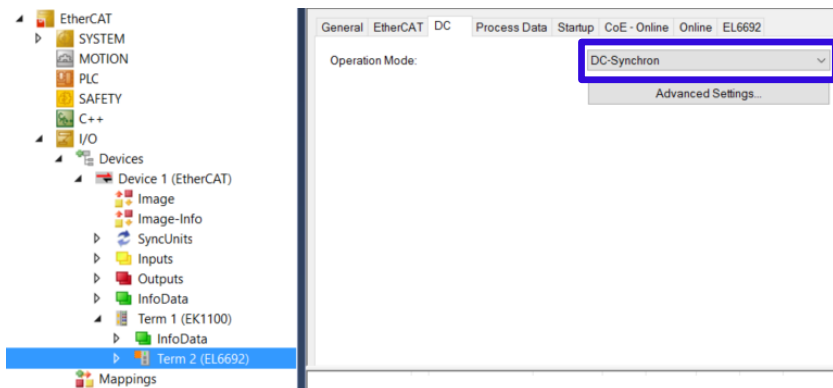 EtherCAT
SYSTEM
MOTION
PLC
SAFETY
C++
I/O
Devices
Device 1 (EtherCAT)
Image
Image-Info
SyncUnits
Inputs
Outputs
InfoData
Term 1 (EK1100)
InfoData
Term 2 (EL6692)
Mappings
General EtherCAT DC Process Data Startup CoE - Online Online EL6692
Operation Mode: DC-Synchron
Advanced Settings...